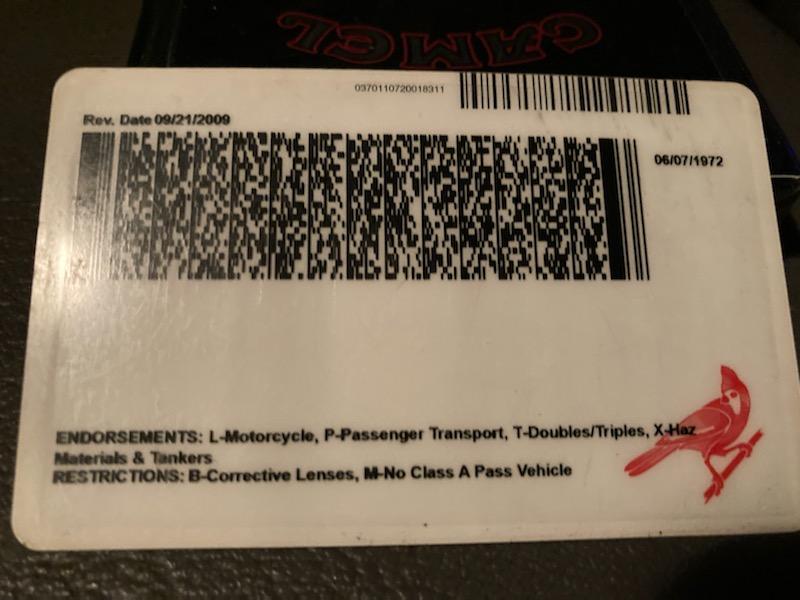 CAMEL
0370110720018311
Rev. Date 09/21/2009
06/07/1972
ENDORSEMENTS: L-Motorcycle, P-Passenger Transport, T-Doubles/Triples, X-Haz
Materials & Tankers
RESTRICTIONS: B-Corrective Lenses, M-No Class A Pass Vehicle